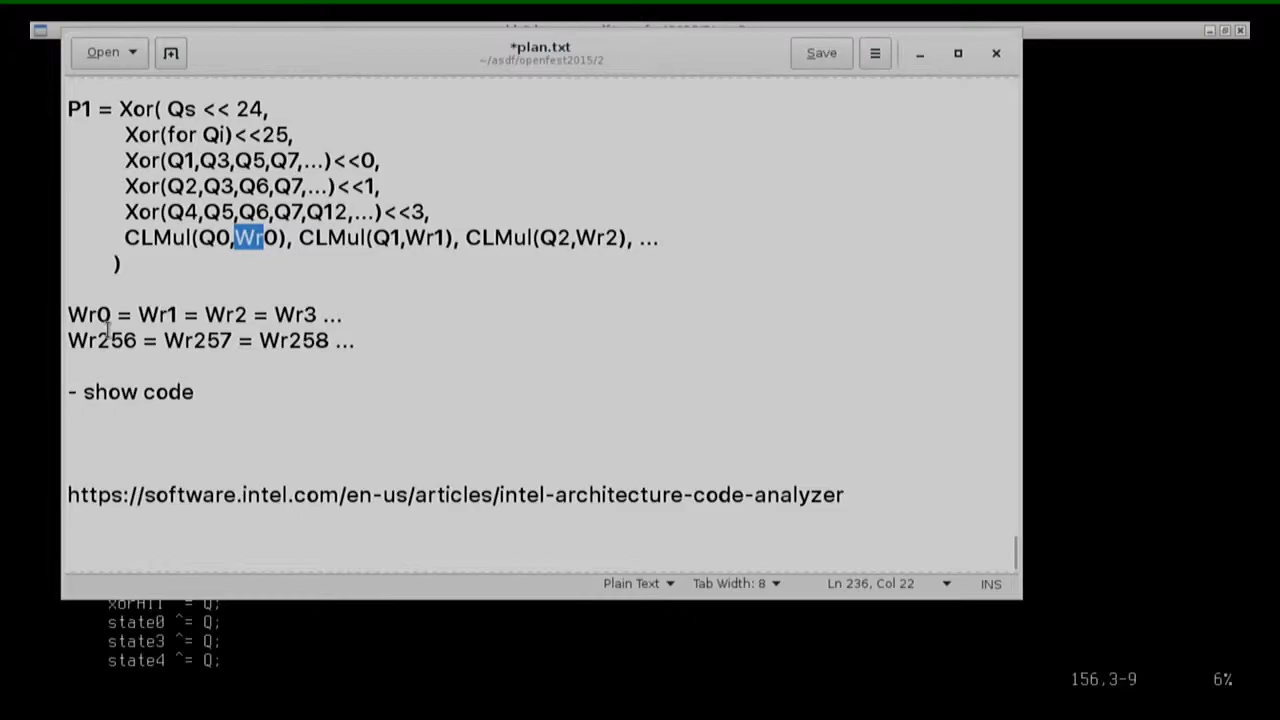 Open
*plan.txt
~/asdf/openfest2015/2
Save
P1 = Xor( Qs << 24,
Xor(for Qi)<<25,
Xor(Q1,Q3,Q5,Q7,...)<<0,
Xor(Q2,Q3,Q6,Q7,...)<<1,
Xor(Q4,Q5,Q6,Q7,Q12,...)<<3,
CLMul(Q0,Wr0), CLMul(Q1,Wr1), CLMul(Q2,Wr2), ...
)
Wr0 = Wr1 = Wr2 = Wr3 ...
Wr256 = Wr257 = Wr258 ...
- show code
https://software.intel.com/en-us/articles/intel-architecture-code-analyzer
Plain Text Tab Width: 8 Ln 236, Col 22 INS
^= Q;
state0 ^= Q;
state3 ^= Q;
state4 ^= Q;
156,3-9 6%